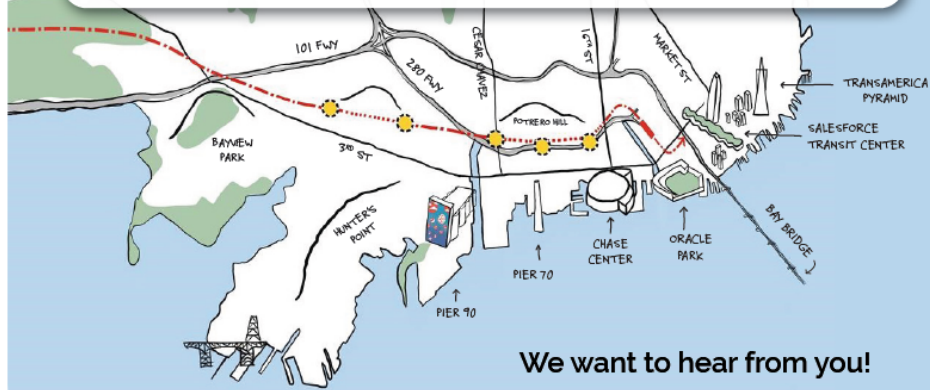 101 FWY
280 FWY
CESAR CHAVEZ
16TH ST
MARKET ST
TRANSAMERICA
PYRAMID
SALESFORCE
TRANSIT CENTER
POTRERO HILL
BAYVIEW
PARK
3RD ST
HUNTER'S
POINT
PIER 90
PIER 70
CHASE
CENTER
ORACLE
PARK
BAY BRIDGE
We want to hear from you!